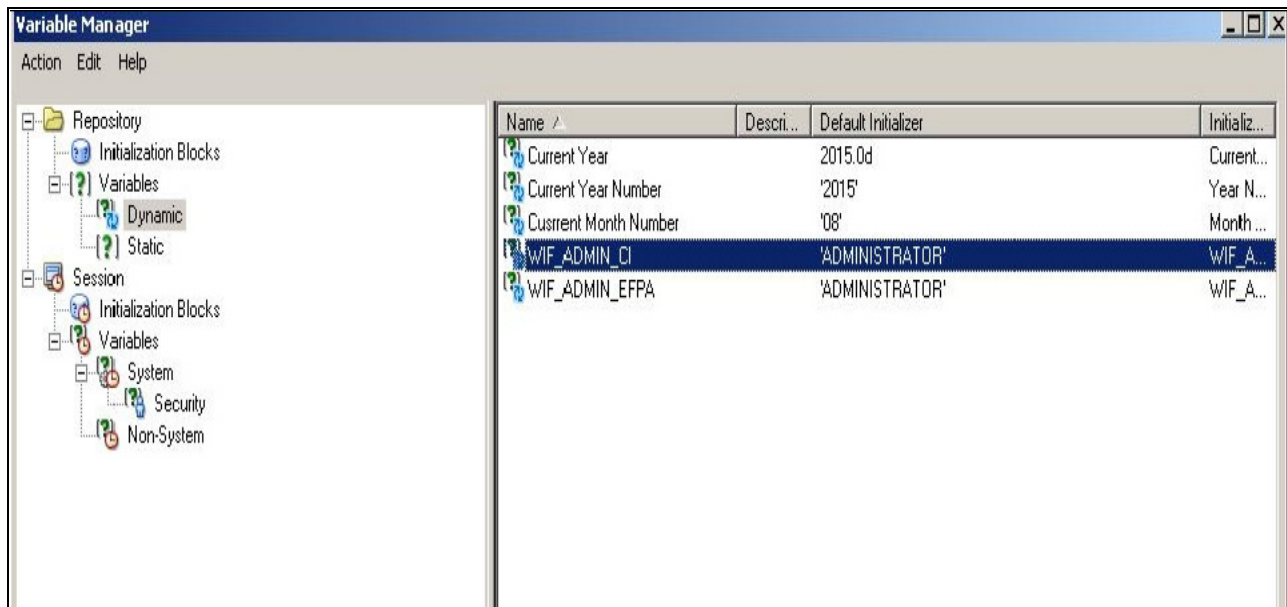 Variable Manager
Action Edit Help
Repository
Initialization Blocks
Variables
Dynamic
Static
Session
Initialization Blocks
Variables
System
Security
Non-System
Name Descri... Default Initializer Initializ...
Current Year 2015.0d Current...
Current Year Number '2015' Year N...
Cusrrent Month Number '08' Month ...
WIF_ADMIN_CI 'ADMINISTRATOR' WIF_A...
WIF_ADMIN_EFPA 'ADMINISTRATOR' WIF_A...